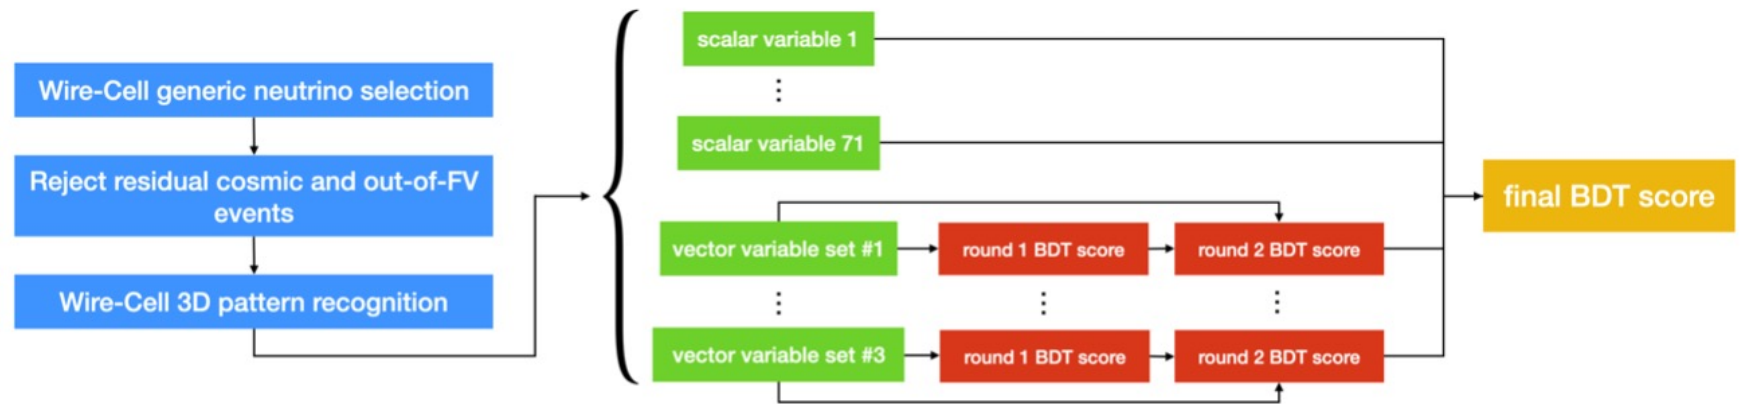 Wire-Cell generic neutrino selection
Reject residual cosmic and out-of-FV
events
Wire-Cell 3D pattern recognition
scalar variable 1
scalar variable 71
vector variable set #1
round 1 BDT score
round 2 BDT score
vector variable set #3
round 1 BDT score
round 2 BDT score
final BDT score